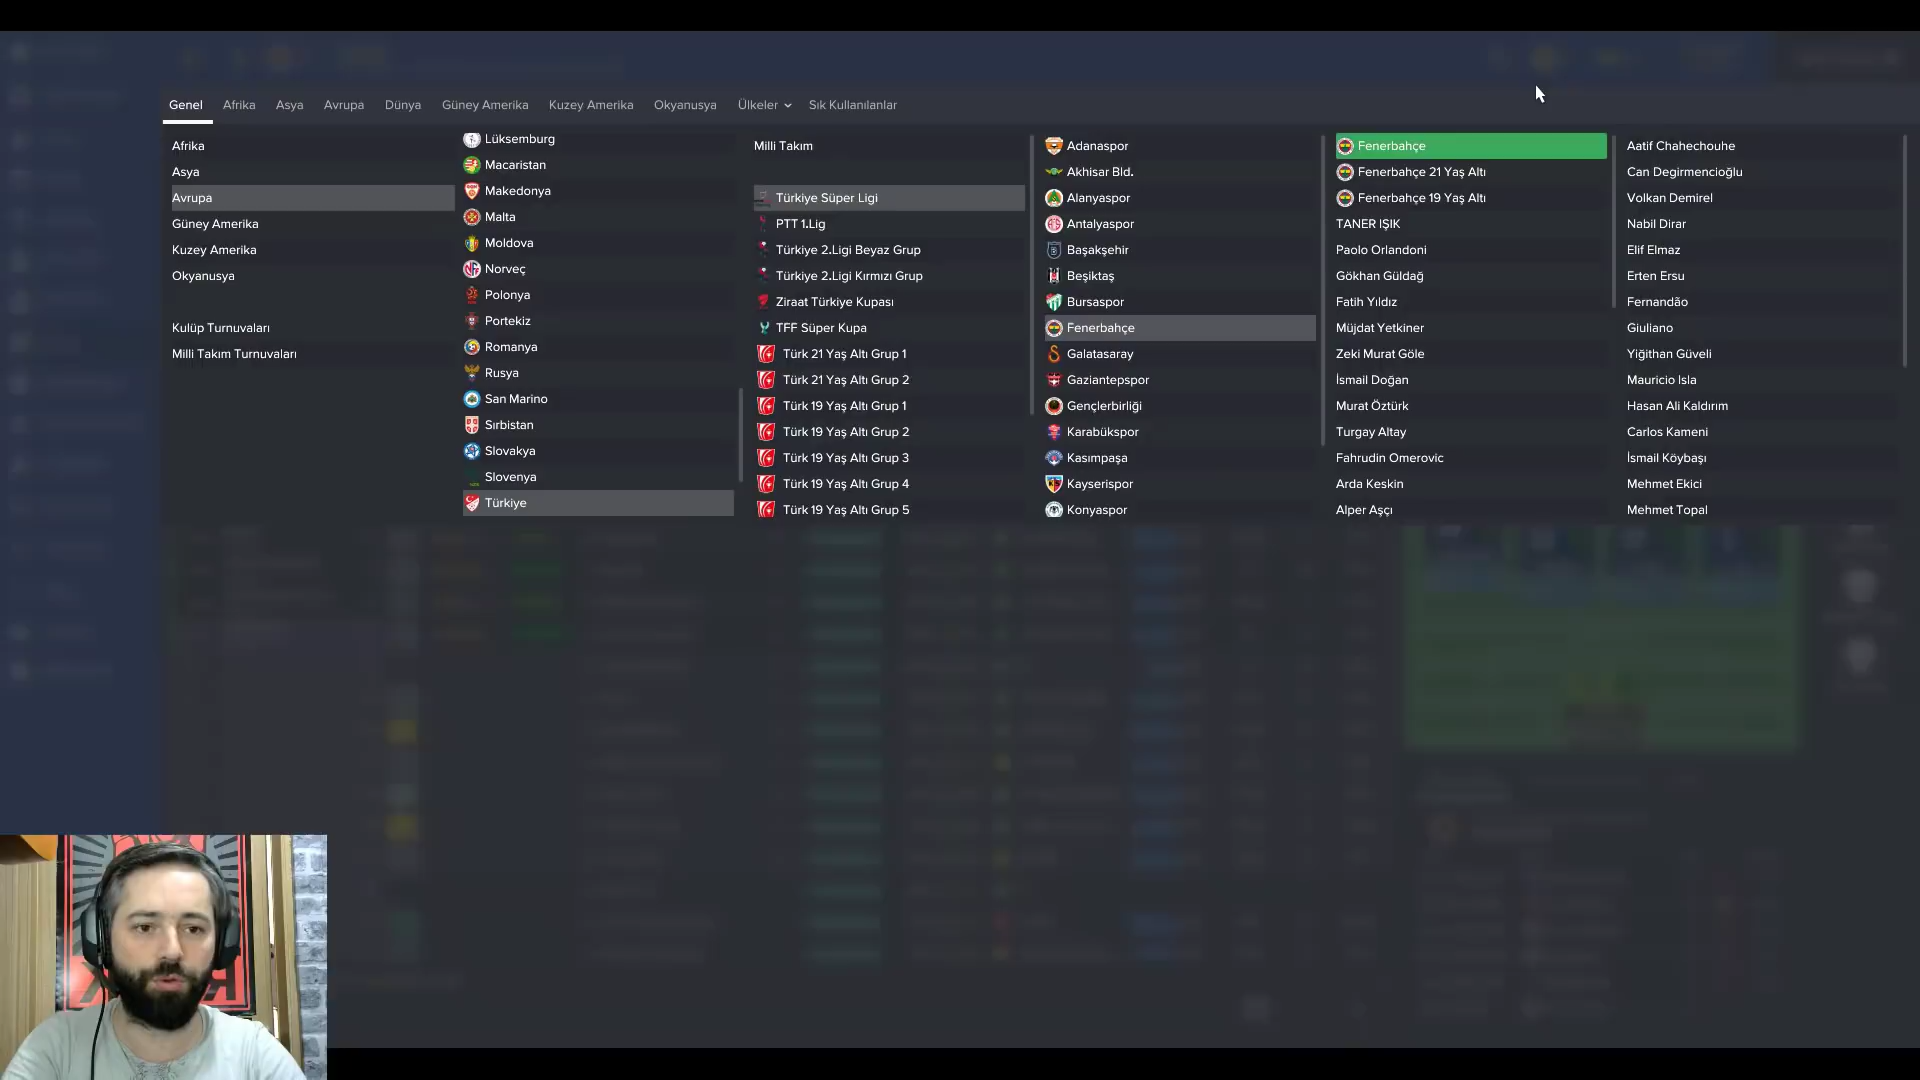 Genel Afrika Asya Avrupa Dünya Güney Amerika Kuzey Amerika Okyanusya Ülkeler Sık Kullanılanlar
Afrika
Asya
Avrupa
Güney Amerika
Kuzey Amerika
Okyanusya
Kulüp Turnuvaları
Milli Takım Turnuvaları
Lüksemburg
Macaristan
Makedonya
Malta
Moldova
Norveç
Polonya
Portekiz
Romanya
Rusya
San Marino
Sırbistan
Slovakya
Slovenya
Türkiye
Milli Takım
Türkiye Süper Ligi
PTT 1.Lig
Türkiye 2.Ligi Beyaz Grup
Türkiye 2.Ligi Kırmızı Grup
Ziraat Türkiye Kupası
TFF Süper Kupa
Türk 21 Yaş Altı Grup 1
Türk 21 Yaş Altı Grup 2
Türk 19 Yaş Altı Grup 1
Türk 19 Yaş Altı Grup 2
Türk 19 Yaş Altı Grup 3
Türk 19 Yaş Altı Grup 4
Türk 19 Yaş Altı Grup 5
Adanaspor
Akhisar Bld.
Alanyaspor
Antalyaspor
Başakşehir
Beşiktaş
Bursaspor
Fenerbahçe
Galatasaray
Gaziantepspor
Gençlerbirliği
Karabükspor
Kasımpaşa
Kayserispor
Konyaspor
Fenerbahçe
Fenerbahçe 21 Yaş Altı
Fenerbahçe 19 Yaş Altı
TANER IŞIK
Paolo Orlandoni
Gökhan Güldağ
Fatih Yıldız
Müjdat Yetkiner
Zeki Murat Göle
İsmail Doğan
Murat Öztürk
Turgay Altay
Fahrudin Omerovic
Arda Keskin
Alper Aşçı
Aatif Chahechouhe
Can Degirmencioğlu
Volkan Demirel
Nabil Dirar
Elif Elmaz
Erten Ersu
Fernandão
Giuliano
Yiğithan Güveli
Mauricio Isla
Hasan Ali Kaldırım
Carlos Kameni
İsmail Köybaşı
Mehmet Ekici
Mehmet Topal